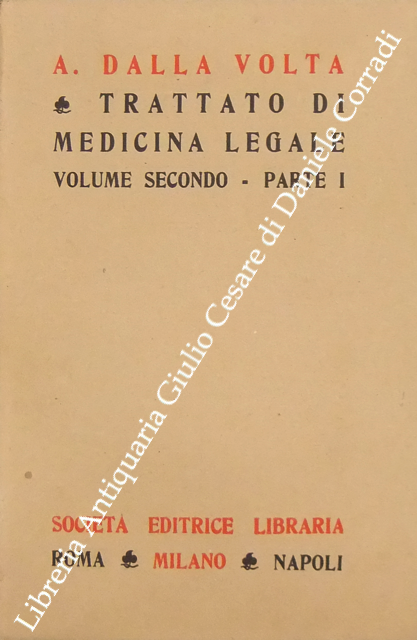 A. DALLA VOLTA
TRATTATO DI
MEDICINA LEGALE
VOLUME SECONDO - PARTE I
SOCIETÀ EDITRICE LIBRARIA
ROMA MILANO NAPOLI
Libreria Antiquaria Giulio Cesare di Daniele Corradi